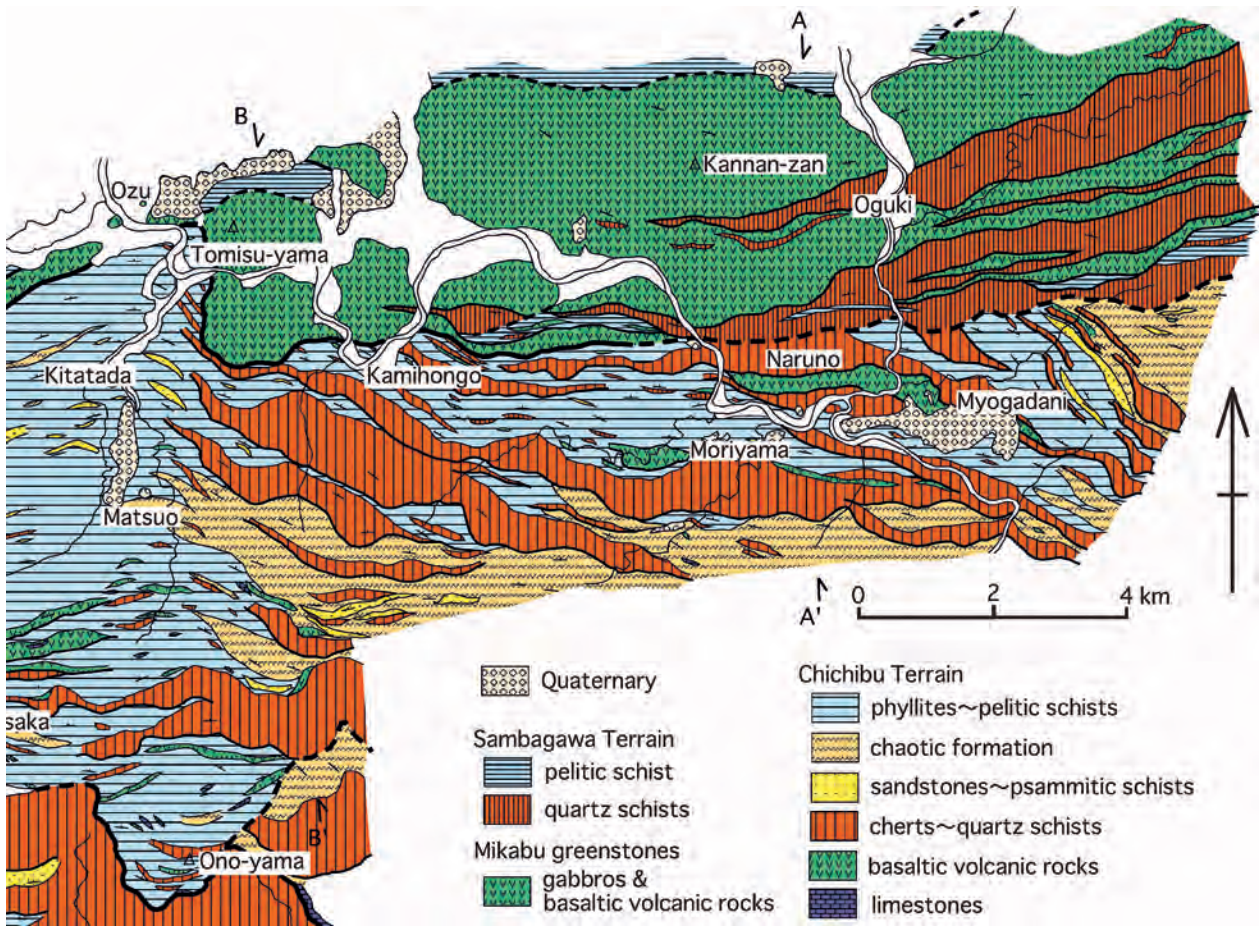 A
B
Ozu
Kannan-zan
Oguki
Tomisu-yama
Kitatada
Kamihongo
Naruno
Myogadani
Moriyama
Matsuo
A'
0 2 4 km
saka
B'
Ono-yama
Quaternary
Sambagawa Terrain
pelitic schist
quartz schists
Mikabu greenstones
gabbros &
basaltic volcanic rocks
Chichibu Terrain
phyllites~pelitic schists
chaotic formation
sandstones~psammitic schists
cherts~quartz schists
basaltic volcanic rocks
limestones